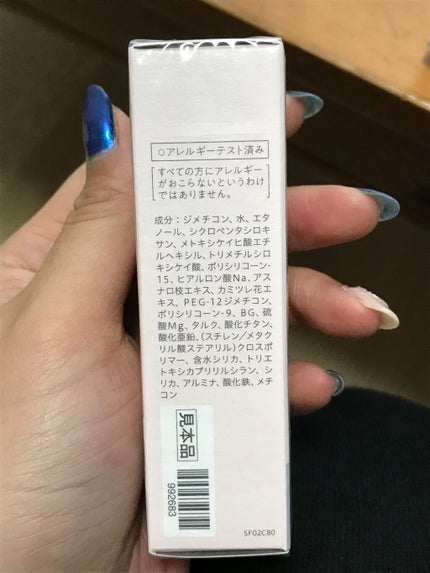 ○アレルギーテスト済み
すべての方にアレルギー
がおこらないというわけ
ではありません。
成分：ジメチコン、水、エタ
ノール、シクロペンタシロキ
サン、メトキシケイヒ酸エチ
ルヘキシル、トリメチルシロ
キシケイ酸、ポリシリコーン-
15、ヒアルロン酸Na、アス
ナロ枝エキス、カミツレ花エ
キス、PEG-12ジメチコン、
ポリシリコーン-9、BG、硫
酸Mg、タルク、酸化チタン、
酸化亜鉛、(スチレン/メタク
リル酸ステアリル)クロスポ
リマー、含水シリカ、トリエ
トキシカプリリルシラン、シ
リカ、アルミナ、酸化鉄、メチ
コン
見本品
992683
SF02C80